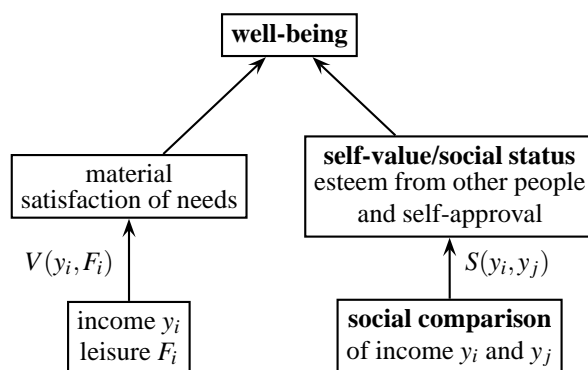 well-being
material
satisfaction of needs
self-value/social status
esteem from other people
and self-approval
V(y_i, F_i)
S(y_i, y_j)
income y_i
leisure F_i
social comparison
of income y_i and y_j